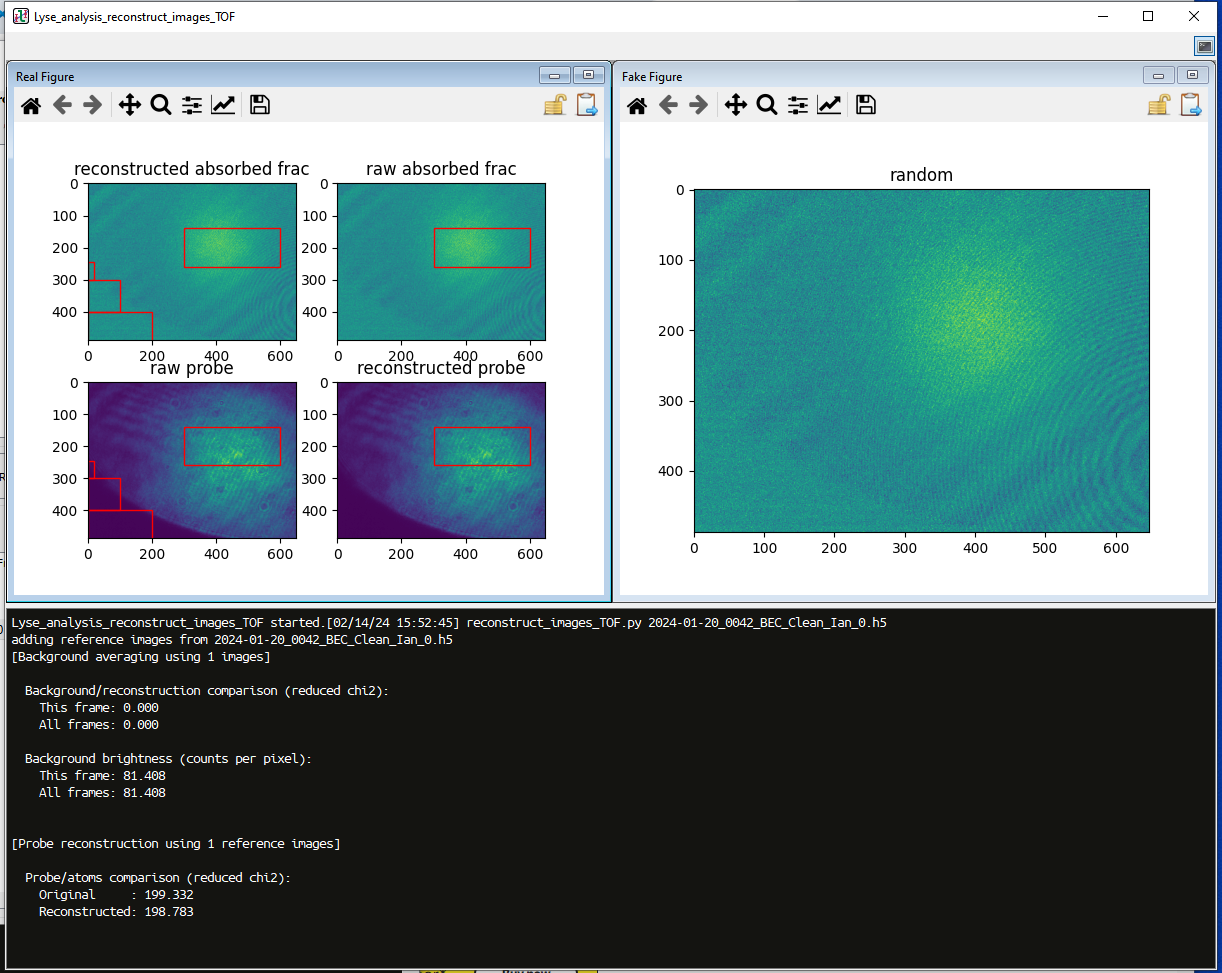 Lyse_analysis_reconstruct_images_TOF
Real Figure
reconstructed absorbed frac
raw absorbed frac
0
100
200
300
400
0
200
400
600
0
100
200
300
400
0
200
400
600
raw probe
reconstructed probe
0
100
200
300
400
0
200
400
600
0
100
200
300
400
0
200
400
600
Fake Figure
random
0
100
200
300
400
0
100
200
300
400
500
600
Lyse_analysis_reconstruct_images_TOF started.[02/14/24 15:52:45] reconstruct_images_TOF.py 2024-01-20_0042_BEC_Clean_Ian_0.h5
adding reference images from 2024-01-20_0042_BEC_Clean_Ian_0.h5
[Background averaging using 1 images]
Background/reconstruction comparison (reduced chi2):
This frame: 0.000
All frames: 0.000
Background brightness (counts per pixel):
This frame: 81.408
All frames: 81.408
[Probe reconstruction using 1 reference images]
Probe/atoms comparison (reduced chi2):
Original     : 199.332
Reconstructed: 198.783